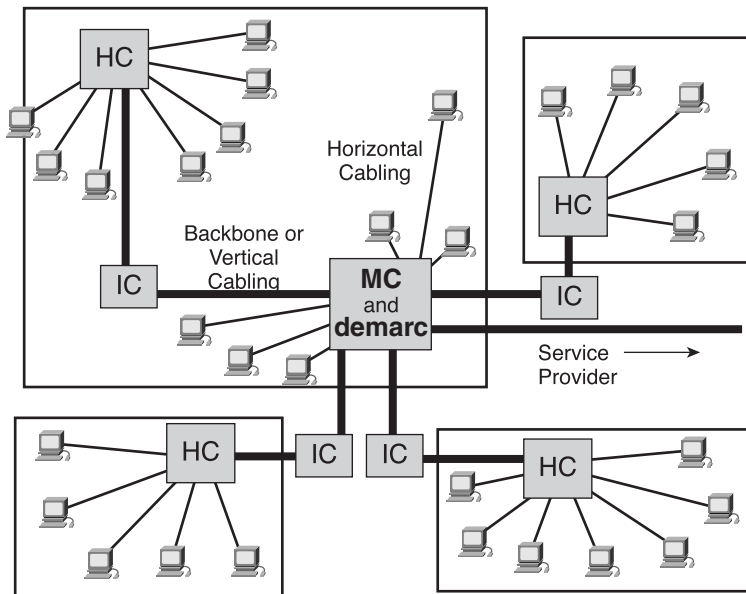 HC
Horizontal
Cabling
HC
Backbone or
Vertical
Cabling
IC
MC
and
demarc
IC
Service
Provider
HC
IC
IC
HC